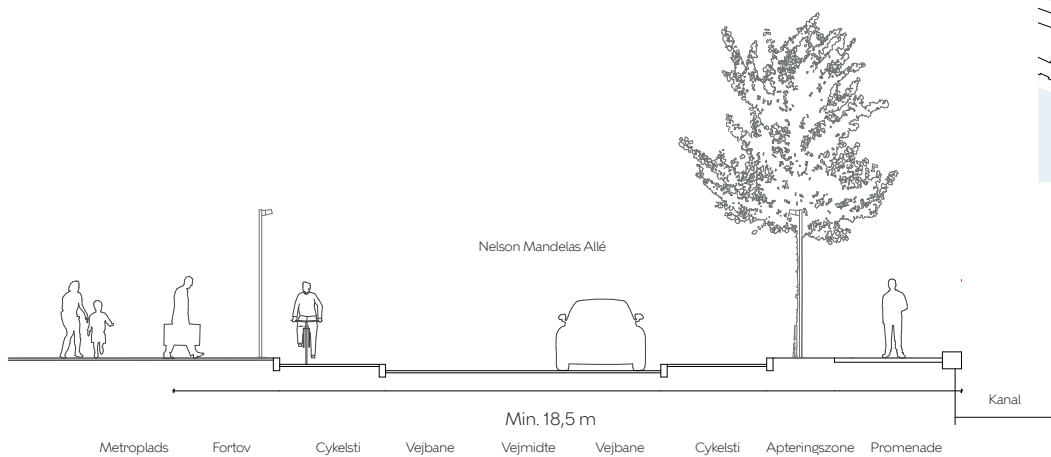 Nelson Mandelas Allé
Kanal
Min. 18,5 m
Metroplads Fortov Cykelsti Vejbane Vejmidte Vejbane Cykelsti Apteringszone Promenade